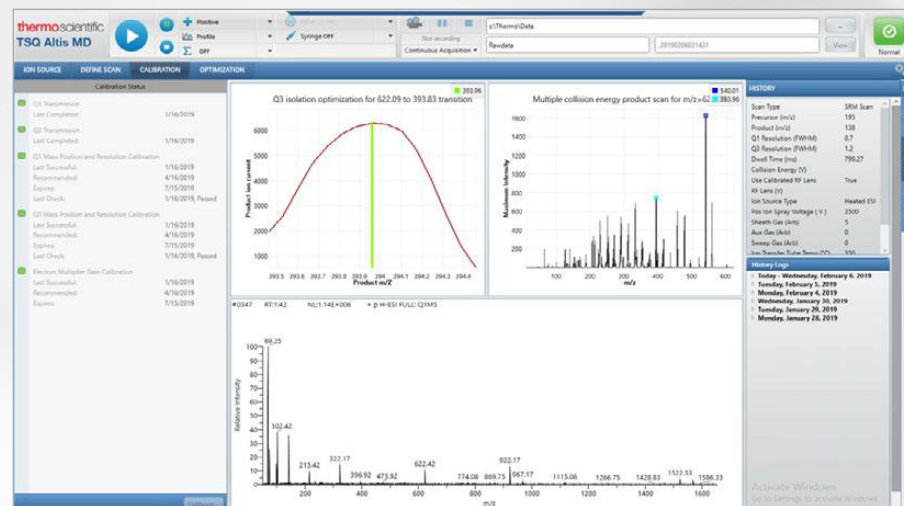 thermo scientific
TSQ Altis MD
Positive
Profile
OFF
Syringe OFF
Not recording
Continuous Acquisition
c:\Thermo\Data
...
Rawdata
_20190206031431
View
Normal
ION SOURCE DEFINE SCAN CALIBRATION OPTIMIZATION
Calibration Status
Q1 Transmission
Last Completed: 1/16/2019
Q2 Transmission
Last Completed: 1/16/2019
Q1 Mass Position and Resolution Calibration
Last Successful: 1/16/2019
Recommended: 4/16/2019
Expires: 7/15/2019
Last Check: 1/16/2019, Passed
Q3 Mass Position and Resolution Calibration
Last Successful: 1/16/2019
Recommended: 4/16/2019
Expires: 7/15/2019
Last Check: 1/16/2019, Passed
Electron Multiplier Gain Calibration
Last Successful: 1/16/2019
Recommended: 4/16/2019
Expires: 7/15/2019
393.96
Q3 isolation optimization for 622.09 to 393.83 transition
Product ion current
6000
5000
4000
3000
2000
1000
393.5 393.6 393.7 393.8 393.9 394 394.1 394.2 394.3 394.4
Product m/Z
540.01
393.96
Multiple collision energy product scan for m/z=62
Maximum Intensity
1600
1400
1200
1000
800
600
400
200
100 200 300 400 500 600
m/z
HISTORY
Scan Type SRM Scan
Precursor (m/z) 195
Product (m/z) 138
Q1 Resolution (FWHM) 0.7
Q3 Resolution (FWHM) 1.2
Dwell Time (ms) 799.27
Collision Energy (V)
Use Calibrated RF Lens True
RF Lens (V)
Ion Source Type Heated ESI
Pos Ion Spray Voltage ( V ) 3500
Sheath Gas (Arb) 5
Aux Gas (Arb) 0
Sweep Gas (Arb) 0
Ion Transfer Tube Temp (°C) 350
History Logs
Today - Wednesday, February 6, 2019
Tuesday, February 5, 2019
Monday, February 4, 2019
Wednesday, January 30, 2019
Tuesday, January 29, 2019
Monday, January 28, 2019
#0347 RT:1.42 NL:1.14E+006 + p H-ESI FULL: Q1MS
Relative Intensity
100
90
80
70
60
50
40
30
20
10
0
69.25
102.42
215.42
322.17
396.92
473.92
622.42
774.08
869.75
922.17
967.17
1115.08
1266.75
1428.83
1522.33
1596.33
200 400 600 800 1000 1200 1400 1600
m/z
Activate Windows
Go to Settings to activate Windows.